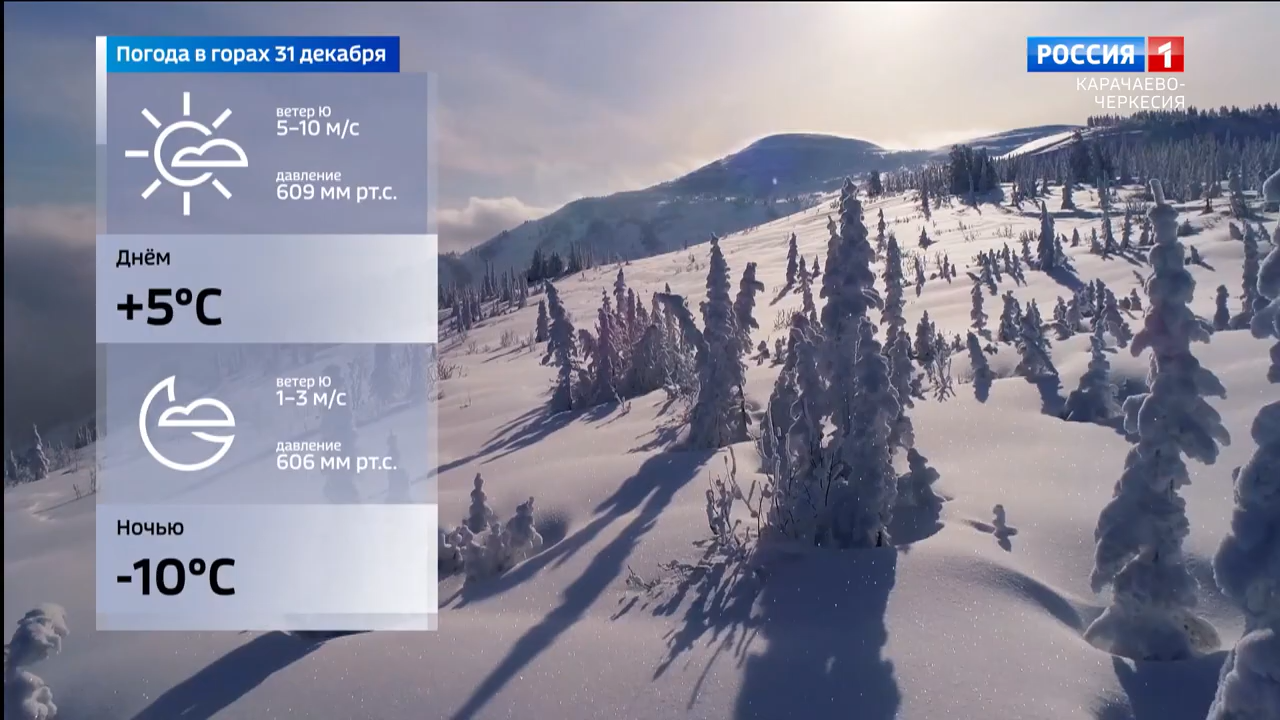 Погода в горах 31 декабря
ветер Ю
5–10 м/с
давление
609 мм рт.с.
Днём
+5°C
ветер Ю
1–3 м/с
давление
606 мм рт.с.
Ночью
-10°C
РОССИЯ 1
КАРАЧАЕВО-
ЧЕРКЕСИЯ